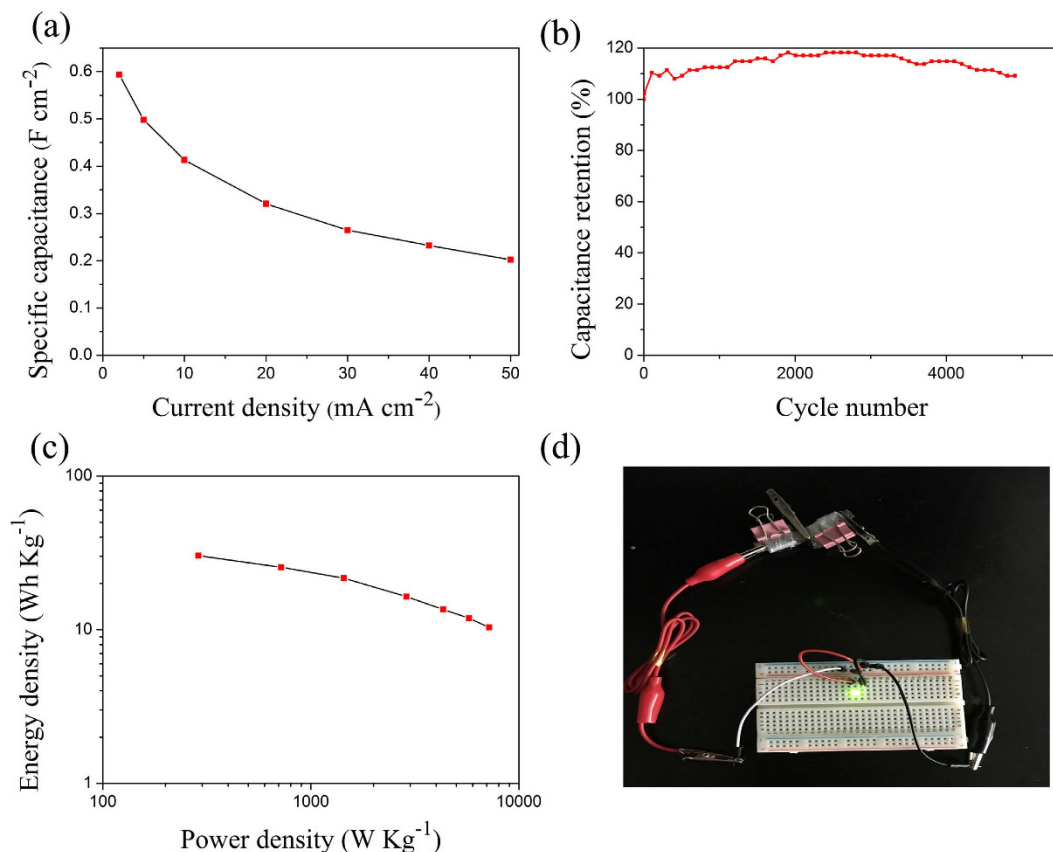 (a)
Specific capacitance (F cm⁻²)
0.6
0.5
0.4
0.3
0.2
0.1
0.0
0
10
20
30
40
50
Current density (mA cm⁻²)
(b)
Capacitance retention (%)
120
100
80
60
40
20
0
0
2000
4000
Cycle number
(c)
Energy density (Wh Kg⁻¹)
100
10
1
100
1000
10000
Power density (W Kg⁻¹)
(d)